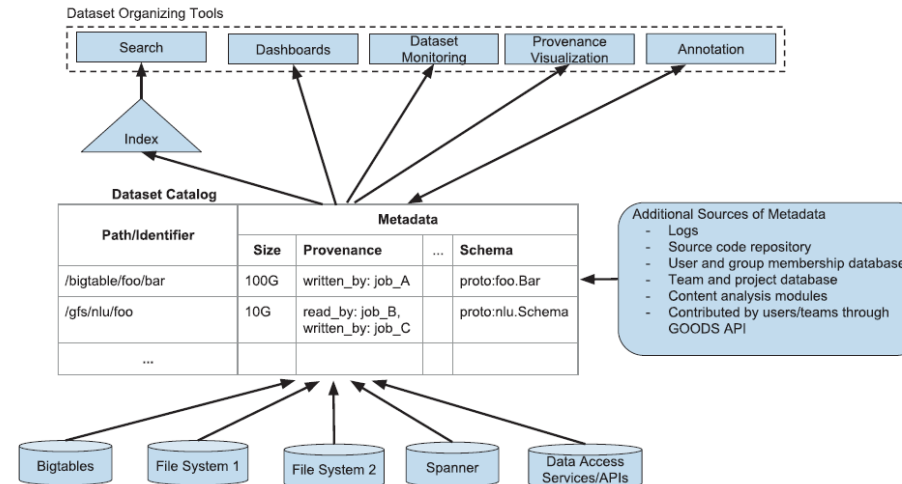 Dataset Organizing Tools
Search
Dashboards
Dataset
Monitoring
Provenance
Visualization
Annotation
Index
Dataset Catalog
Path/Identifier
Metadata
Size
Provenance
...
Schema
/bigtable/foo/bar
100G
written_by: job_A
proto:foo.Bar
/gfs/nlu/foo
10G
read_by: job_B,
written_by: job_C
proto:nlu.Schema
...
Additional Sources of Metadata
- Logs
- Source code repository
- User and group membership database
- Team and project database
- Content analysis modules
- Contributed by users/teams through
GOODS API
Bigtables
File System 1
File System 2
Spanner
Data Access
Services/APIs